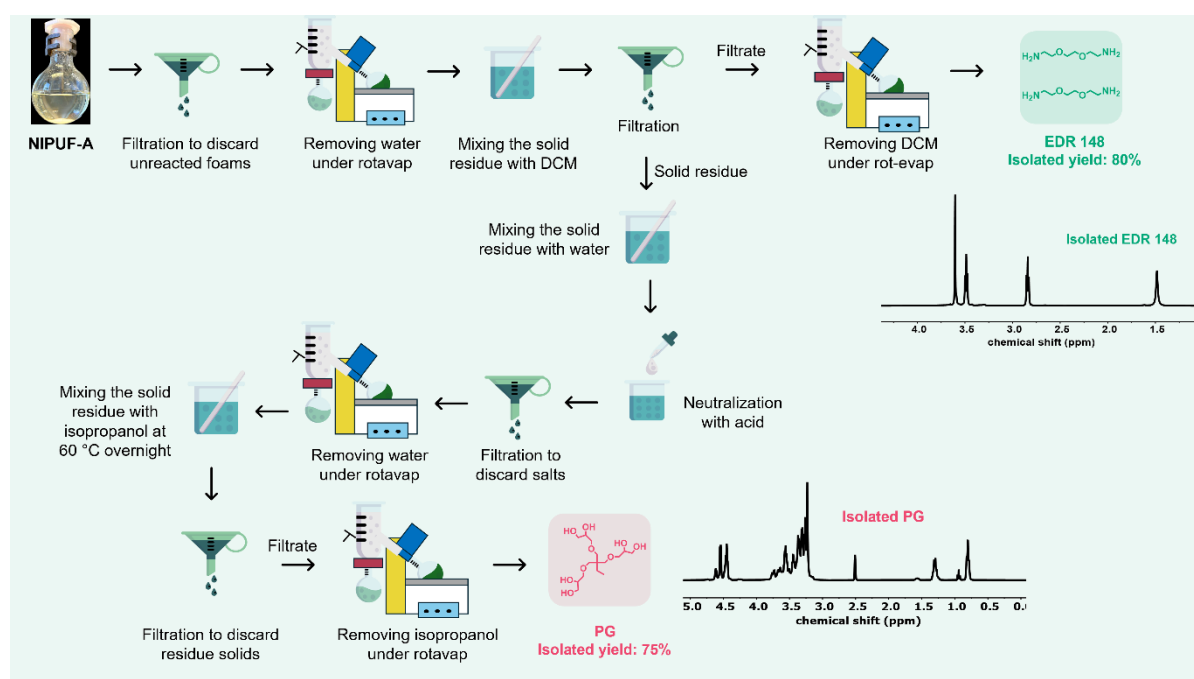 NIPUF-A
Filtration to discard
unreacted foams
Removing water
under rotavap
Mixing the solid
residue with DCM
Filtration
Filtrate
Removing DCM
under rot-evap
H₂N O O NH₂
H₂N O O NH₂
EDR 148
Isolated yield: 80%
Solid residue
Mixing the solid
residue with water
Isolated EDR 148
4.0 3.5 3.0 2.5 2.0 1.5
chemical shift (ppm)
Neutralization
with acid
Filtration to
discard salts
Removing water
under rotavap
Mixing the solid
residue with
isopropanol at
60 °C overnight
Filtration to discard
residue solids
Filtrate
Removing isopropanol
under rotavap
OH
HO
O
OH
O
OH
O
HO
HO
PG
Isolated yield: 75%
Isolated PG
5.0 4.5 4.0 3.5 3.0 2.5 2.0 1.5 1.0 0.5 0.0
chemical shift (ppm)